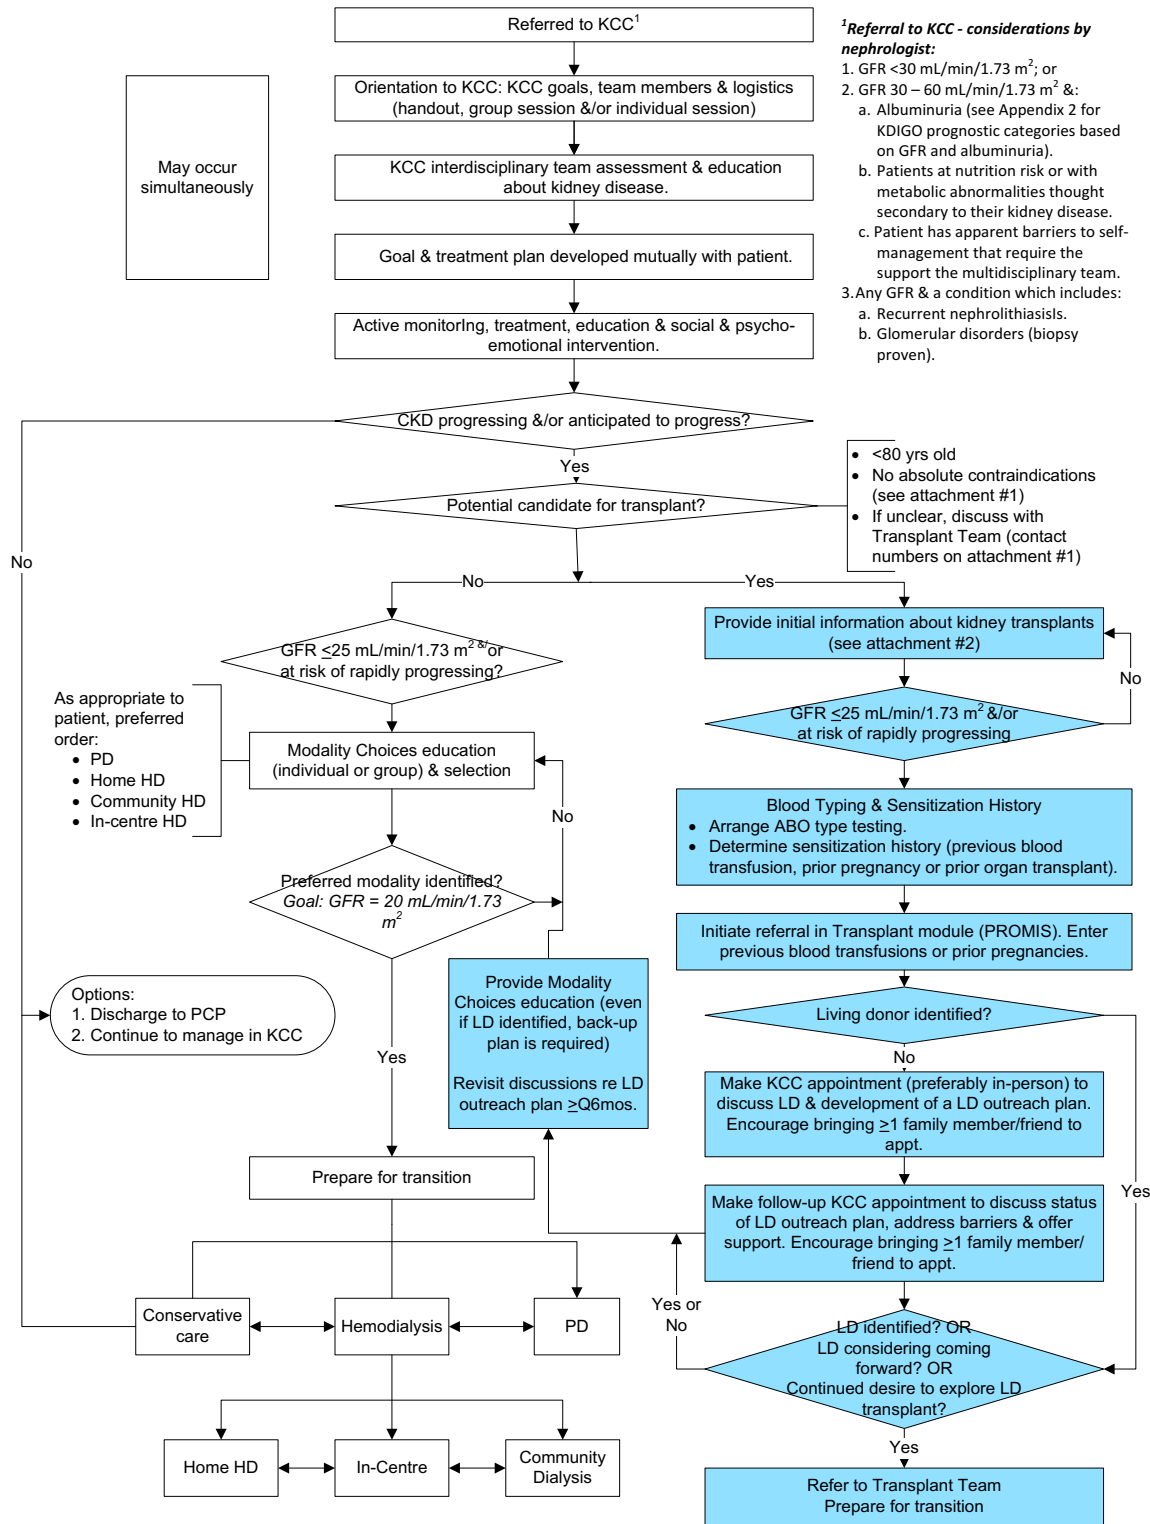 Referred to KCC1
1Referral to KCC - considerations by
nephrologist:
1. GFR <30 mL/min/1.73 m2; or
2. GFR 30 – 60 mL/min/1.73 m2 &:
a. Albuminuria (see Appendix 2 for
KDIGO prognostic categories based
on GFR and albuminuria).
b. Patients at nutrition risk or with
metabolic abnormalities thought
secondary to their kidney disease.
c. Patient has apparent barriers to self-
management that require the
support the multidisciplinary team.
3. Any GFR & a condition which includes:
a. Recurrent nephrolithiasisIs.
b. Glomerular disorders (biopsy
proven).
May occur
simultaneously
Orientation to KCC: KCC goals, team members & logistics
(handout, group session &/or individual session)
KCC interdisciplinary team assessment & education
about kidney disease.
Goal & treatment plan developed mutually with patient.
Active monitorIng, treatment, education & social & psycho-
emotional intervention.
CKD progressing &/or anticipated to progress?
Yes
No
Potential candidate for transplant?
• <80 yrs old
• No absolute contraindications
(see attachment #1)
• If unclear, discuss with
Transplant Team (contact
numbers on attachment #1)
No
Yes
GFR ≤25 mL/min/1.73 m2 &/or
at risk of rapidly progressing?
As appropriate to
patient, preferred
order:
• PD
• Home HD
• Community HD
• In-centre HD
Modality Choices education
(individual or group) & selection
No
Preferred modality identified?
Goal: GFR = 20 mL/min/1.73
m2
Options:
1. Discharge to PCP
2. Continue to manage in KCC
Yes
Provide Modality
Choices education (even
if LD identified, back-up
plan is required)
Revisit discussions re LD
outreach plan ≥Q6mos.
Prepare for transition
Conservative
care
Hemodialysis
PD
Home HD
In-Centre
Community
Dialysis
Provide initial information about kidney transplants
(see attachment #2)
No
GFR ≤25 mL/min/1.73 m2 &/or
at risk of rapidly progressing
Blood Typing & Sensitization History
• Arrange ABO type testing.
• Determine sensitization history (previous blood
transfusion, prior pregnancy or prior organ transplant).
Initiate referral in Transplant module (PROMIS). Enter
previous blood transfusions or prior pregnancies.
Living donor identified?
No
Yes
Make KCC appointment (preferably in-person) to
discuss LD & development of a LD outreach plan.
Encourage bringing ≥1 family member/friend to
appt.
Make follow-up KCC appointment to discuss status
of LD outreach plan, address barriers & offer
support. Encourage bringing ≥1 family member/
friend to appt.
Yes or
No
LD identified? OR
LD considering coming
forward? OR
Continued desire to explore LD
transplant?
Yes
Refer to Transplant Team
Prepare for transition